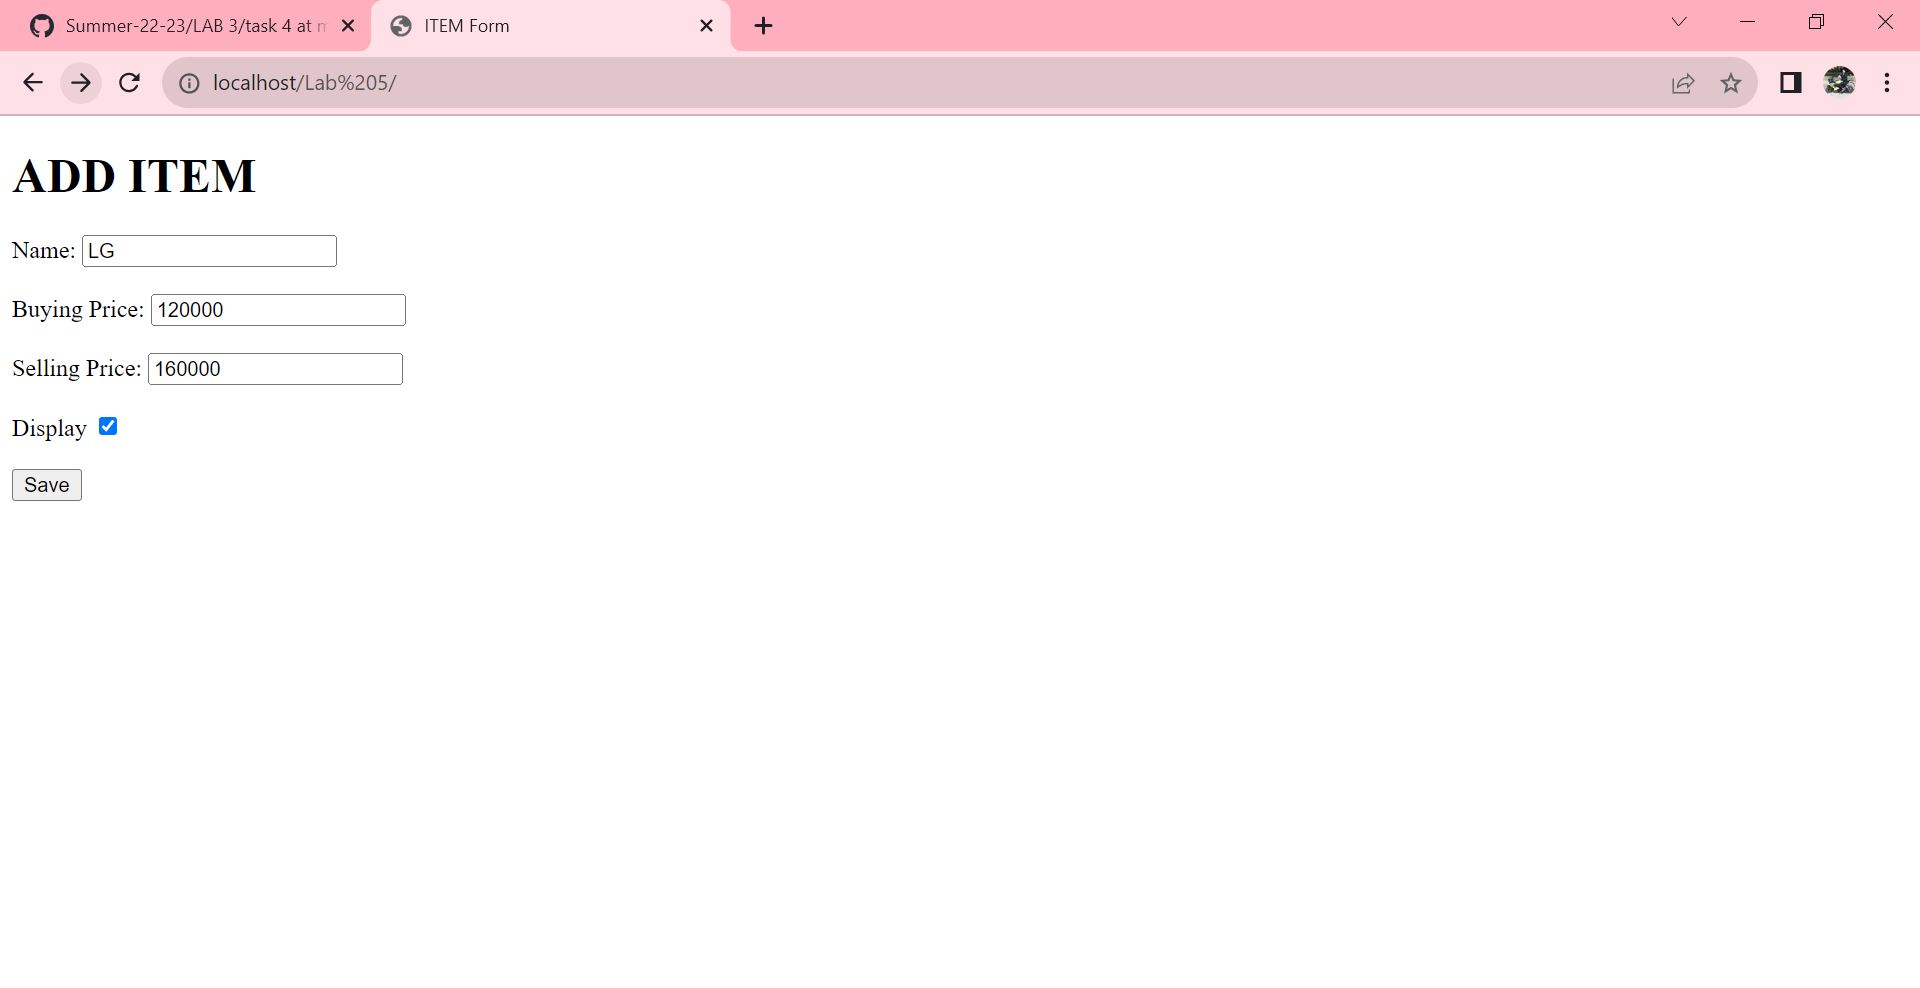 Summer-22-23/LAB 3/task 4 at
ITEM Form
localhost/Lab%205/
ADD ITEM
Name: LG
Buying Price: 120000
Selling Price: 160000
Display
Save